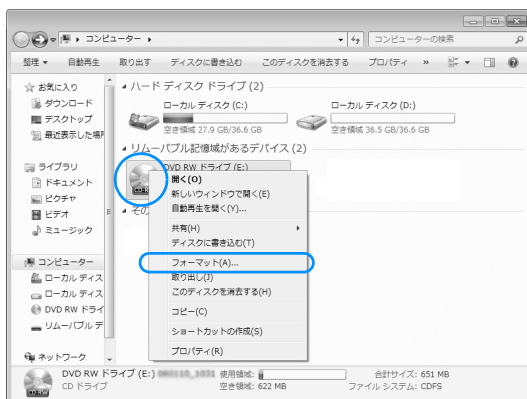 コンピューター
コンピューターの検索
整理 自動再生 取り出す ディスクに書き込む このディスクを消去する プロパティ »
お気に入り
ダウンロード
デスクトップ
最近表示した場所
ライブラリ
ドキュメント
ピクチャ
ビデオ
ミュージック
コンピューター
ローカル ディス
ローカル ディス
DVD RW ドライ
リムーバブル デ
ネットワーク
ハード ディスク ドライブ (2)
ローカル ディスク (C:)
空き領域 27.9 GB/36.6 GB
ローカル ディスク (D:)
空き領域 36.5 GB/36.6 GB
リムーバブル記憶域があるデバイス (2)
DVD RW ドライブ (E:)
CD-R
その
開く(O)
新しいウィンドウで開く(E)
自動再生を開く(Y)...
共有(H)
ディスクに書き込む(T)
フォーマット(A)...
取り出し(J)
このディスクを消去する(H)
コピー(C)
ショートカットの作成(S)
プロパティ(R)
DVD RW ドライブ (E:) 使用領域: 合計サイズ: 651 MB
CD ドライブ 空き領域: 622 MB ファイル システム: CDFS